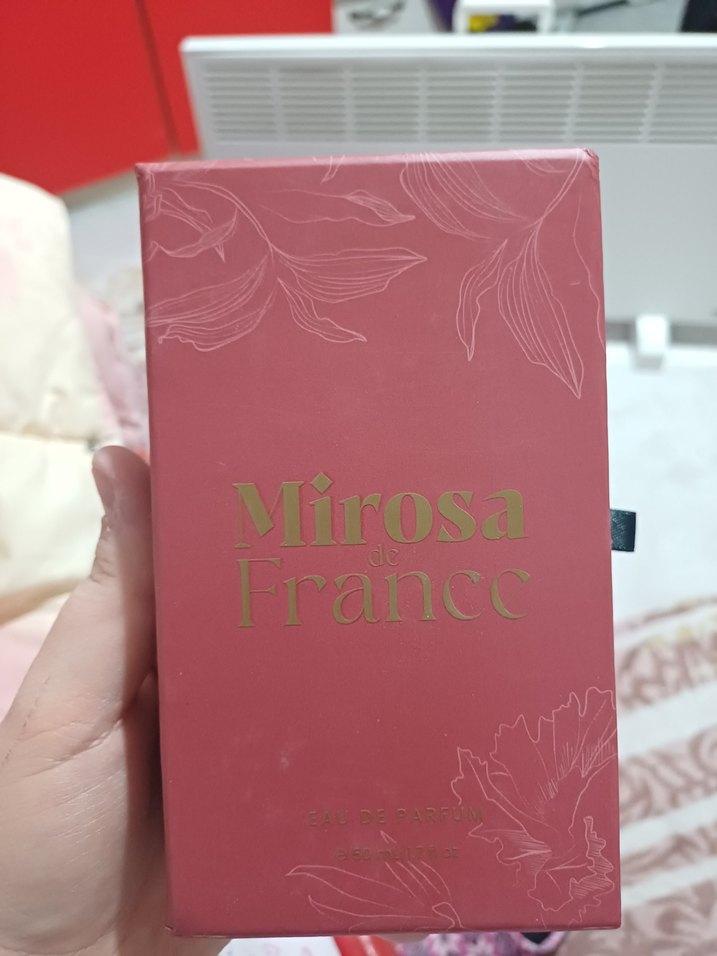 Mirosa
de
France
EAU DE PARFUM
e 50 ml 1.7 fl oz